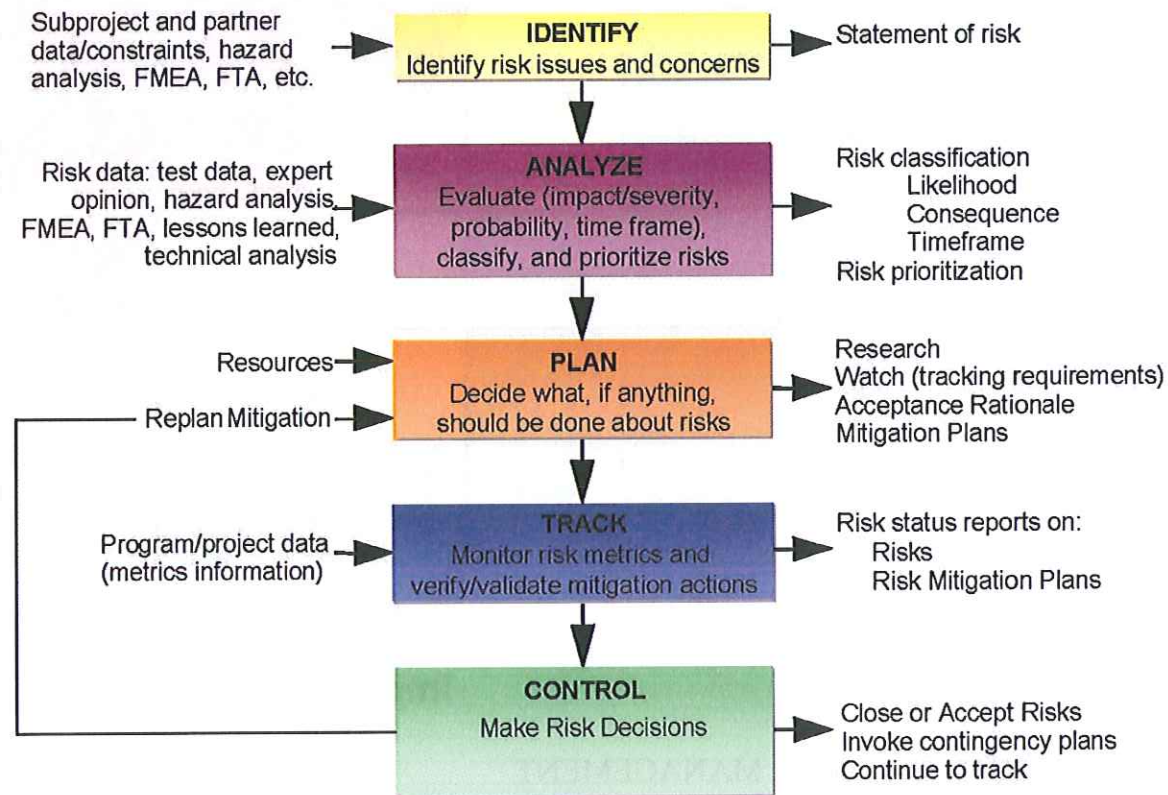 Subproject and partner
data/constraints, hazard
analysis, FMEA, FTA, etc.
IDENTIFY
Identify risk issues and concerns
Statement of risk
Risk data: test data, expert
opinion, hazard analysis,
FMEA, FTA, lessons learned,
technical analysis
ANALYZE
Evaluate (impact/severity,
probability, time frame),
classify, and prioritize risks
Risk classification
Likelihood
Consequence
Timeframe
Risk prioritization
Resources
Replan Mitigation
PLAN
Decide what, if anything,
should be done about risks
Research
Watch (tracking requirements)
Acceptance Rationale
Mitigation Plans
Program/project data
(metrics information)
TRACK
Monitor risk metrics and
verify/validate mitigation actions
Risk status reports on:
Risks
Risk Mitigation Plans
CONTROL
Make Risk Decisions
Close or Accept Risks
Invoke contingency plans
Continue to track
MANAGEMENT